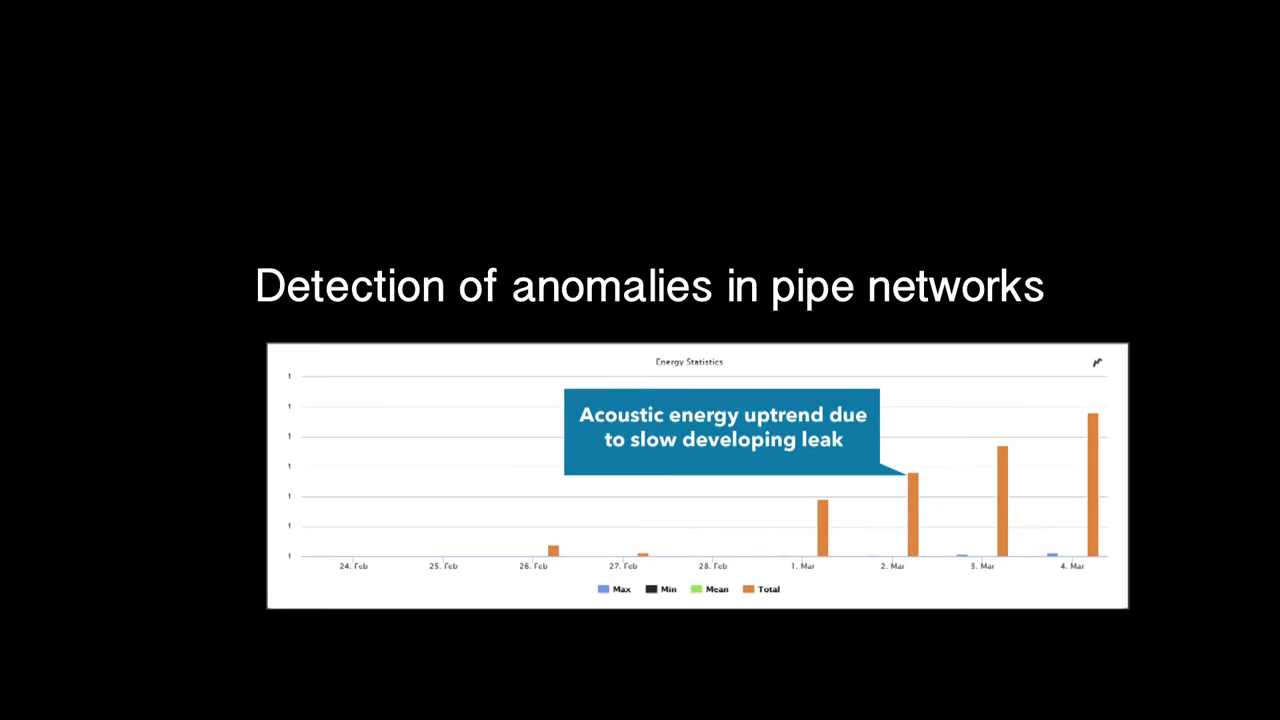 Detection of anomalies in pipe networks
Energy Statistics
1
1
1
1
1
1
1
Acoustic energy uptrend due
to slow developing leak
24. Feb 25. Feb 26. Feb 27. Feb 28. Feb 1. Mar 2. Mar 3. Mar 4. Mar
Max Min Mean Total